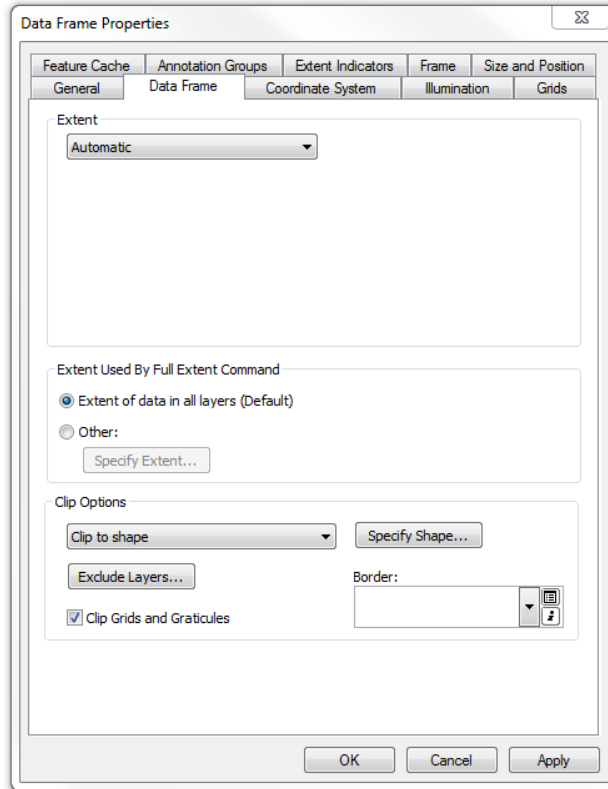 Data Frame Properties
Feature Cache Annotation Groups Extent Indicators Frame Size and Position
General Data Frame Coordinate System Illumination Grids
Extent
Automatic
Extent Used By Full Extent Command
Extent of data in all layers (Default)
Other:
Specify Extent...
Clip Options
Clip to shape Specify Shape...
Exclude Layers... Border:
Clip Grids and Graticules
OK Cancel Apply